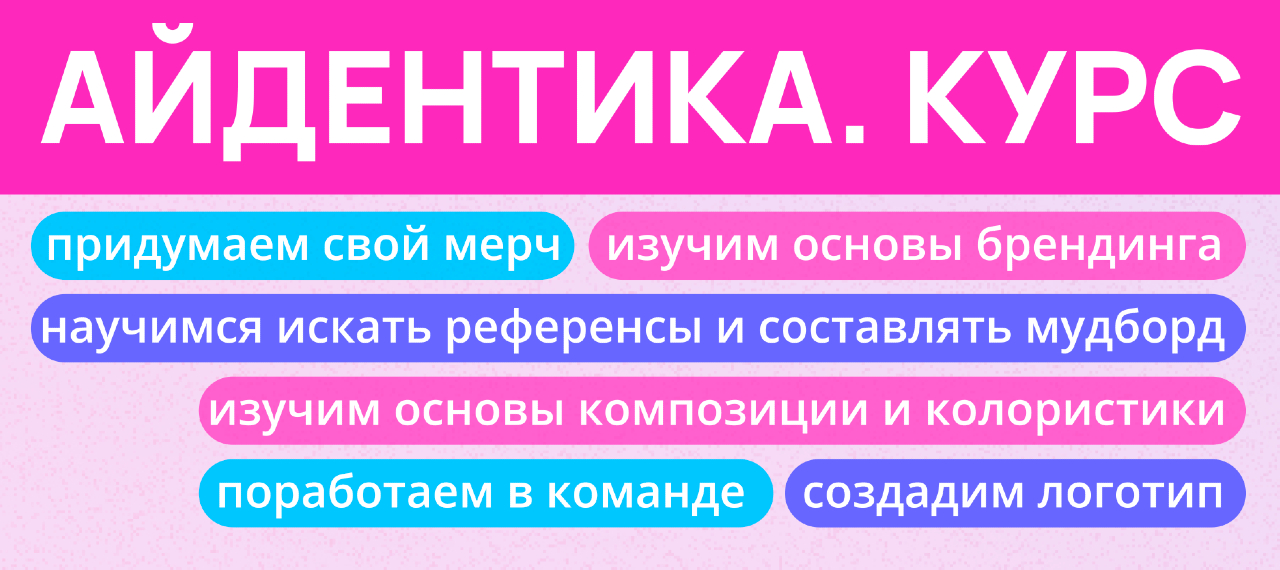 АЙДЕНТИКА. КУРС
придумаем свой мерч
изучим основы брендинга
научимся искать референсы и составлять мудборд
изучим основы композиции и колористики
поработаем в команде
создадим логотип